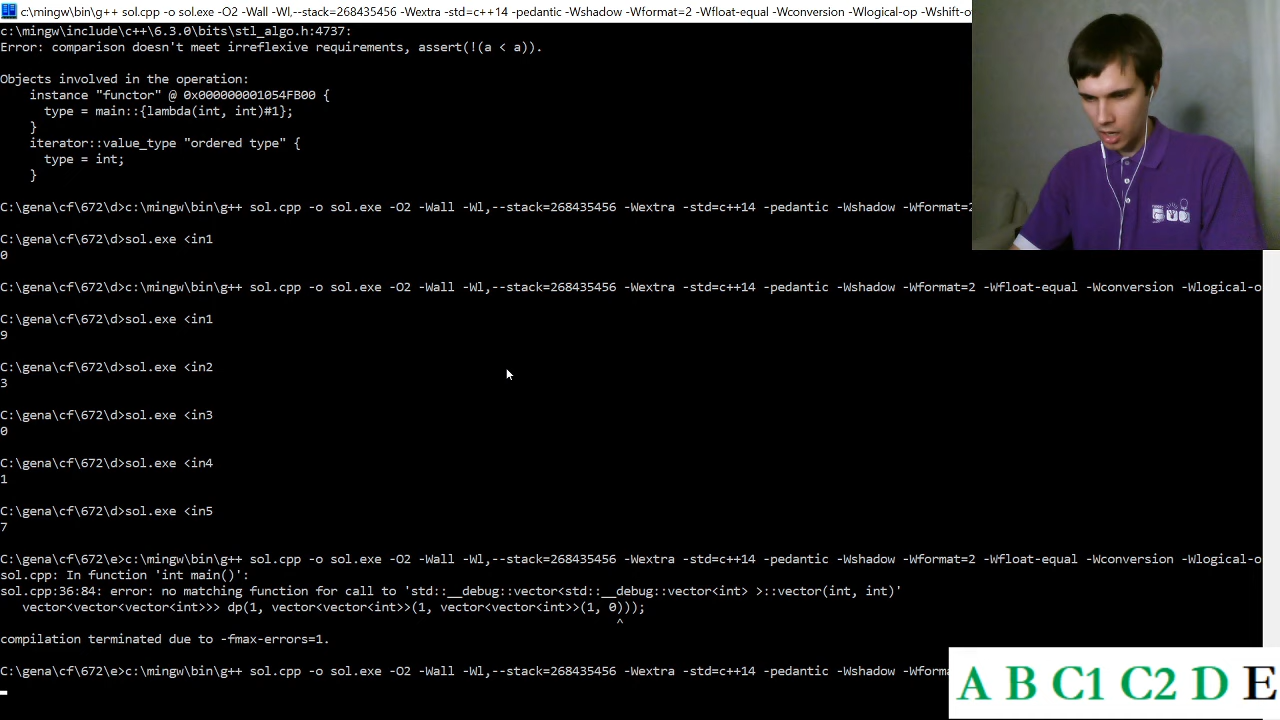 c:\mingw\bin\g++ sol.cpp -o sol.exe -O2 -Wall -Wl,--stack=268435456 -Wextra -std=c++14 -pedantic -Wshadow -Wformat=2 -Wfloat-equal -Wconversion -Wlogical-op -Wshift-o
c:\mingw\include\c++\6.3.0\bits\stl_algo.h:4737:
Error: comparison doesn't meet irreflexive requirements, assert(!(a < a)).
Objects involved in the operation:
instance "functor" @ 0x000000001054FB00 {
type = main::{lambda(int, int)#1};
}
iterator::value_type "ordered type" {
type = int;
}
C:\gena\cf\672\d>c:\mingw\bin\g++ sol.cpp -o sol.exe -O2 -Wall -Wl,--stack=268435456 -Wextra -std=c++14 -pedantic -Wshadow -Wformat=2
C:\gena\cf\672\d>sol.exe <in1
0
C:\gena\cf\672\d>c:\mingw\bin\g++ sol.cpp -o sol.exe -O2 -Wall -Wl,--stack=268435456 -Wextra -std=c++14 -pedantic -Wshadow -Wformat=2 -Wfloat-equal -Wconversion -Wlogical-o
C:\gena\cf\672\d>sol.exe <in1
9
C:\gena\cf\672\d>sol.exe <in2
3
C:\gena\cf\672\d>sol.exe <in3
0
C:\gena\cf\672\d>sol.exe <in4
1
C:\gena\cf\672\d>sol.exe <in5
7
C:\gena\cf\672\e>c:\mingw\bin\g++ sol.cpp -o sol.exe -O2 -Wall -Wl,--stack=268435456 -Wextra -std=c++14 -pedantic -Wshadow -Wformat=2 -Wfloat-equal -Wconversion -Wlogical-o
sol.cpp: In function 'int main()':
sol.cpp:36:84: error: no matching function for call to 'std::__debug::vector<std::__debug::vector<int> >::vector(int, int)'
vector<vector<vector<int>>> dp(1, vector<vector<int>>(1, vector<vector<int>>(1, 0)));
^
compilation terminated due to -fmax-errors=1.
C:\gena\cf\672\e>c:\mingw\bin\g++ sol.cpp -o sol.exe -O2 -Wall -Wl,--stack=268435456 -Wextra -std=c++14 -pedantic -Wshadow -Wforma
A B C1 C2 D E